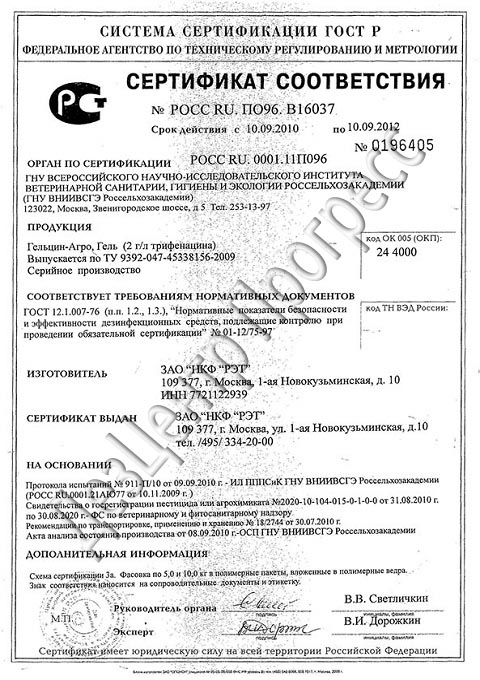 СИСТЕМА СЕРТИФИКАЦИИ ГОСТ Р
ФЕДЕРАЛЬНОЕ АГЕНТСТВО ПО ТЕХНИЧЕСКОМУ РЕГУЛИРОВАНИЮ И МЕТРОЛОГИИ
СЕРТИФИКАТ СООТВЕТСТВИЯ
№ РОСС RU. ПО96. В16037
Срок действия с 10.09.2010 по 10.09.2012
№ 0196405
ОРГАН ПО СЕРТИФИКАЦИИ РОСС RU. 0001.11П096
ГНУ ВСЕРОССИЙСКОГО НАУЧНО-ИССЛЕДОВАТЕЛЬСКОГО ИНСТИТУТА
ВЕТЕРИНАРНОЙ САНИТАРИИ, ГИГИЕНЫ И ЭКОЛОГИИ РОССЕЛЬХОЗАКАДЕМИИ
(ГНУ ВНИИВСГЭ Россельхозакадемии)
123022, Москва, Звенигородское шоссе, д 5 Тел. 253-13-97
ПРОДУКЦИЯ
Гельцин-Агро, Гель (2 г/л трифенацина)
Выпускается по ТУ 9392-047-45338156-2009
Серийное производство
код ОК 005 (ОКП):
24 4000
СООТВЕТСТВУЕТ ТРЕБОВАНИЯМ НОРМАТИВНЫХ ДОКУМЕНТОВ
ГОСТ 12.1.007-76 (п.п. 1.2., 1.3.), "Нормативные показатели безопасности
и эффективности дезинфекционных средств, подлежащие контролю при
проведении обязательной сертификации" № 01-12/75-97
код ТН ВЭД России:
ИЗГОТОВИТЕЛЬ ЗАО "НКФ "РЭТ"
109 377, г. Москва, 1-ая Новокузьминская, д. 10
ИНН 7721122939
СЕРТИФИКАТ ВЫДАН ЗАО "НКФ "РЭТ"
109 377, г. Москва, уд. 1-ая Новокузьминская, д.10
тел. /495/ 334-20-00
НА ОСНОВАНИИ
Протокола испытаний № 911-П/10 от 09.09.2010 г. - ИЛ ПППСиК ГНУ ВНИИВСГЭ Россельхозакадемии
(РОСС RU.0001.21АЮ77 от 10.11.2009 г. )
Свидетельства о госрегистрации пестицида или агрохимиката №2020-10-104-015-0-1-0-0 от 31.08.2010 г.
по 30.08.2020 г. ФС по ветеринарному и фитосанитарному надзору.
Рекомендации по транспортировке, применению и хранению № 18/2744 от 30.07.2010 г.
Акта анализа состояния производства от 08.09.2010 г.-ОСП ГНУ ВНИИВСГЭ Россельхозакадемии
ДОПОЛНИТЕЛЬНАЯ ИНФОРМАЦИЯ
Схема сертификации 3а. Фасовка по 5,0 и 10,0 кг в полимерные пакеты, вложенные в полимерные ведра.
Знак соответствия наносится на сопроводительные документы и этикетку.
М.П.
Руководитель органа В.В. Светличкин
подпись инициалы, фамилия
Эксперт В.И. Дорожкин
подпись инициалы, фамилия
Сертификат имеет юридическую силу на всей территории Российской Федерации
ДезЦентр Прогресс